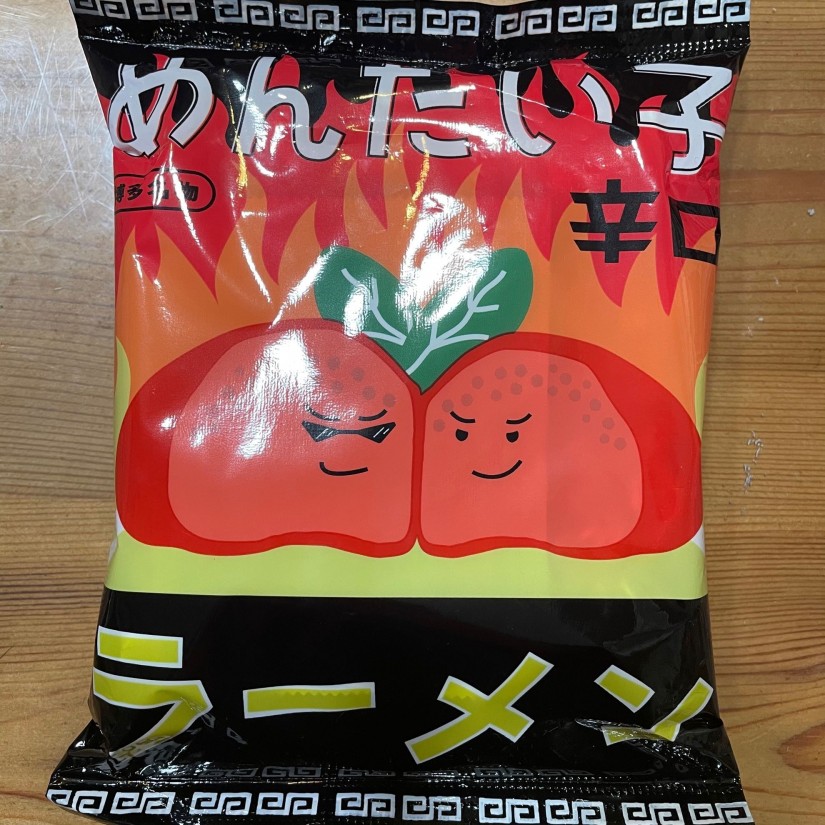 めんたい子
博多名物
辛口
ラーメン